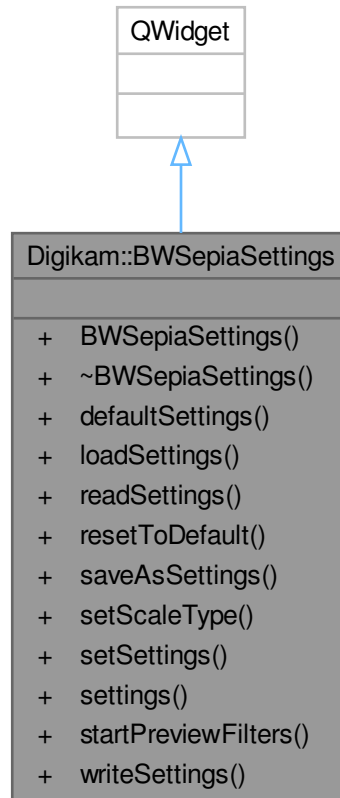 QWidget
Digikam::BWSepiaSettings
+ BWSepiaSettings()
+ ~BWSepiaSettings()
+ defaultSettings()
+ loadSettings()
+ readSettings()
+ resetToDefault()
+ saveAsSettings()
+ setScaleType()
+ setSettings()
+ settings()
+ startPreviewFilters()
+ writeSettings()